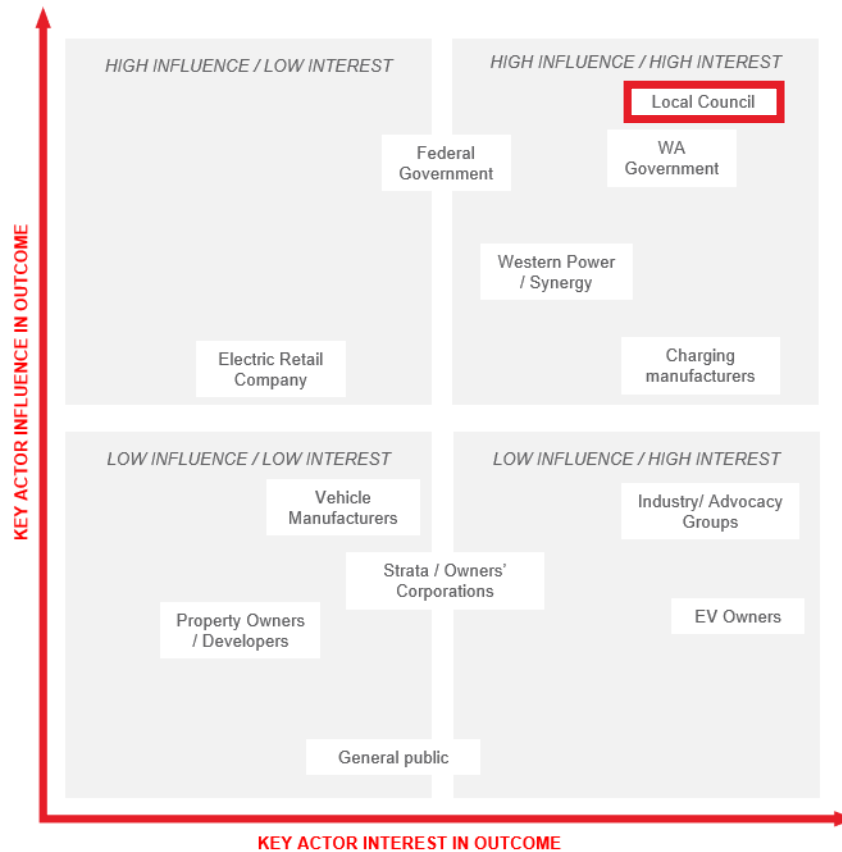 HIGH INFLUENCE / LOW INTEREST
HIGH INFLUENCE / HIGH INTEREST
Local Council
Federal
Government
WA
Government
Western Power
/ Synergy
Electric Retail
Company
Charging
manufacturers
KEY ACTOR INFLUENCE IN OUTCOME
LOW INFLUENCE / LOW INTEREST
LOW INFLUENCE / HIGH INTEREST
Vehicle
Manufacturers
Industry/ Advocacy
Groups
Strata / Owners’
Corporations
Property Owners
/ Developers
EV Owners
General public
KEY ACTOR INTEREST IN OUTCOME